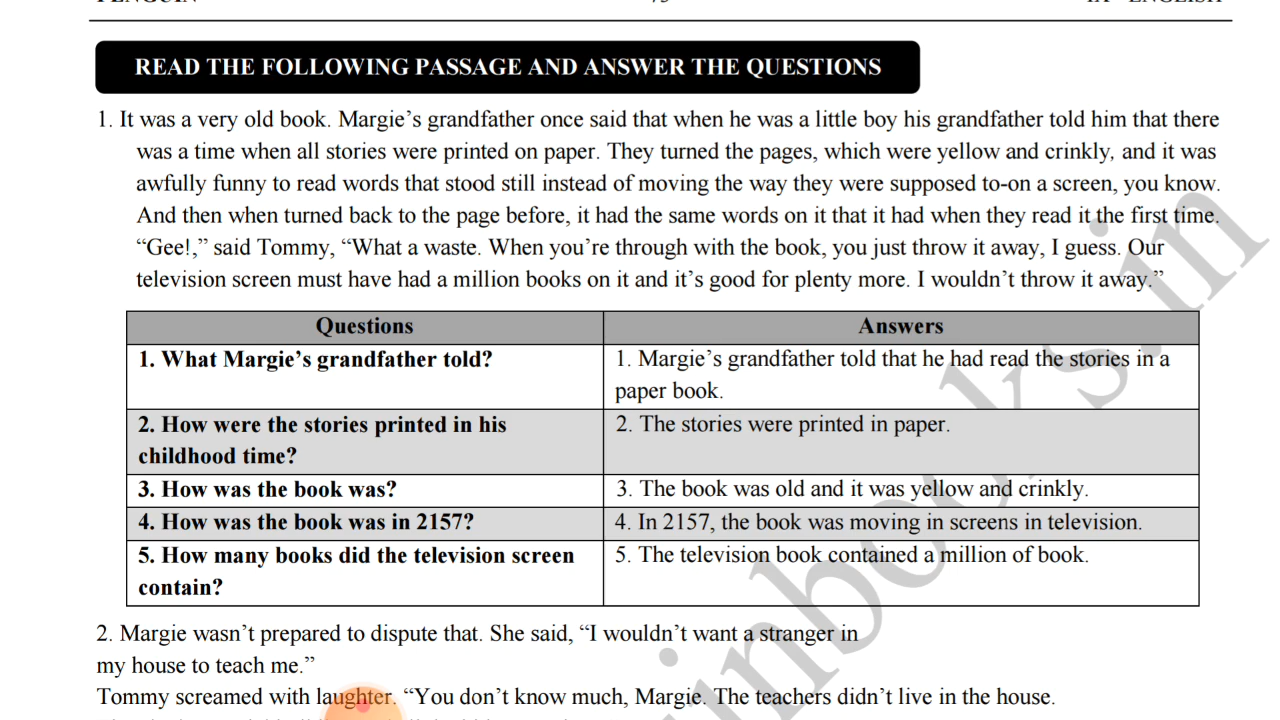 READ THE FOLLOWING PASSAGE AND ANSWER THE QUESTIONS
1. It was a very old book. Margie’s grandfather once said that when he was a little boy his grandfather told him that there
was a time when all stories were printed on paper. They turned the pages, which were yellow and crinkly, and it was
awfully funny to read words that stood still instead of moving the way they were supposed to-on a screen, you know.
And then when turned back to the page before, it had the same words on it that it had when they read it the first time.
“Gee!,” said Tommy, “What a waste. When you’re through with the book, you just throw it away, I guess. Our
television screen must have had a million books on it and it’s good for plenty more. I wouldn’t throw it away.”
Questions
Answers
1. What Margie’s grandfather told?
1. Margie’s grandfather told that he had read the stories in a
paper book.
2. How were the stories printed in his
childhood time?
2. The stories were printed in paper.
3. How was the book was?
3. The book was old and it was yellow and crinkly.
4. How was the book was in 2157?
4. In 2157, the book was moving in screens in television.
5. How many books did the television screen
contain?
5. The television book contained a million of book.
2. Margie wasn’t prepared to dispute that. She said, “I wouldn’t want a stranger in
my house to teach me.”
Tommy screamed with laughter. “You don’t know much, Margie. The teachers didn’t live in the house.